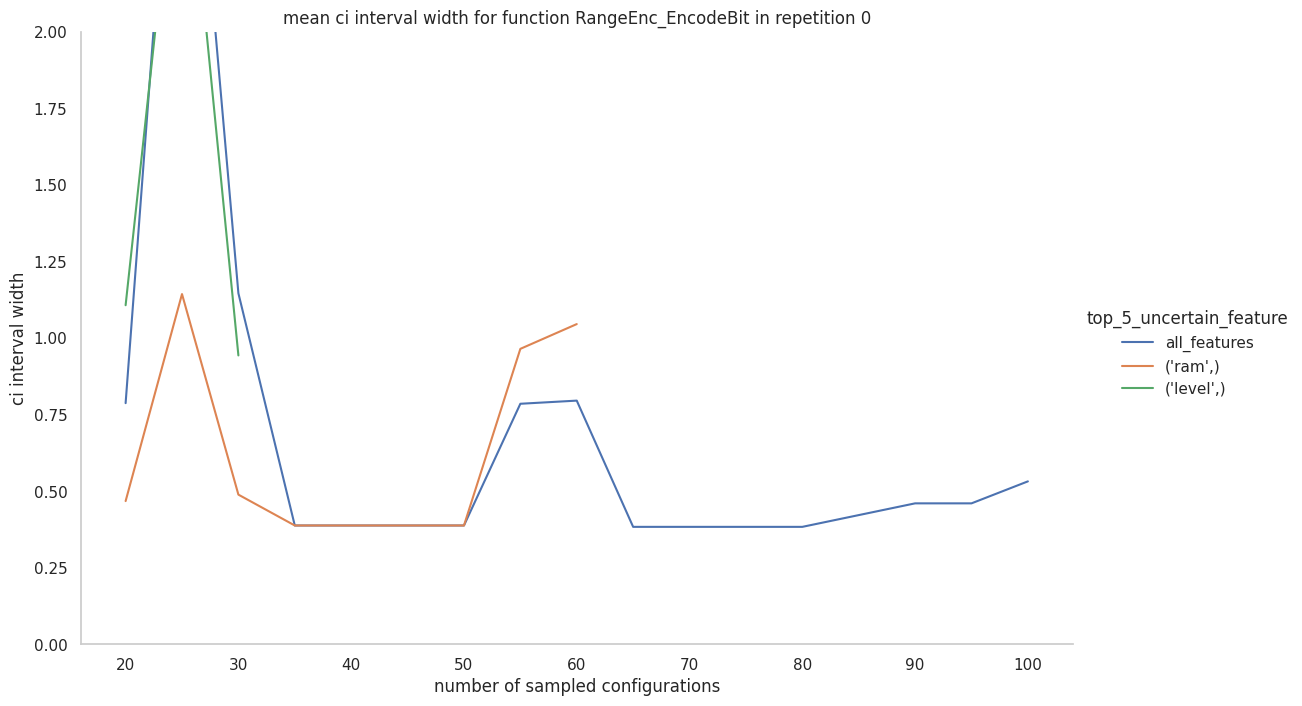 mean ci interval width for function RangeEnc_EncodeBit in repetition 0
2.00
1.75
1.50
1.25
1.00
0.75
0.50
0.25
0.00
ci interval width
20 30 40 50 60 70 80 90 100
number of sampled configurations
top_5_uncertain_feature
all_features
('ram',)
('level',)